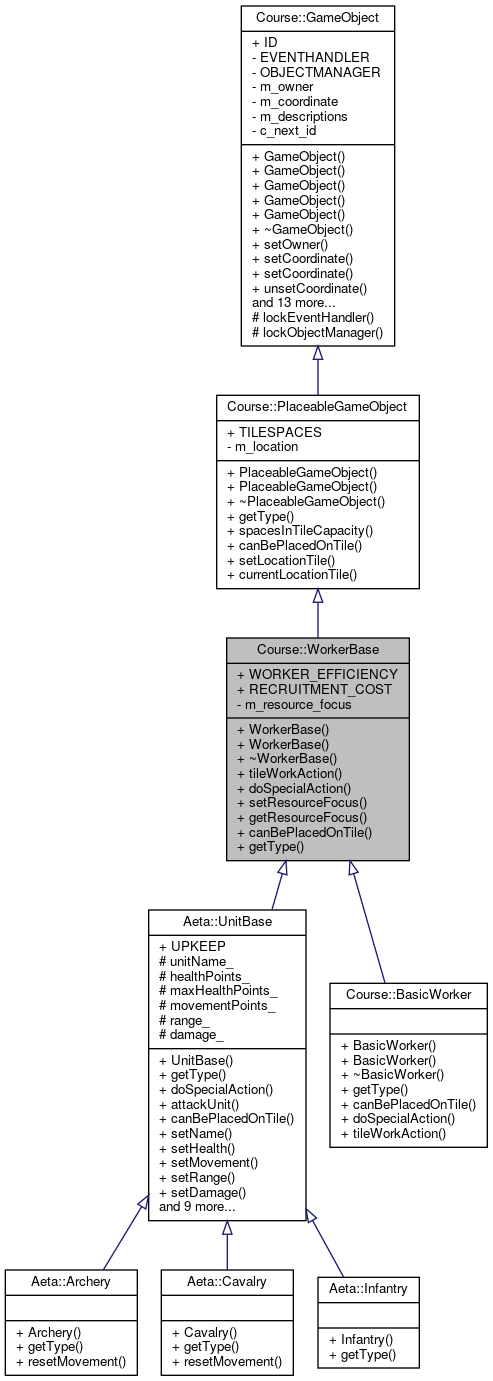 Course::GameObject
+ ID
- EVENTHANDLER
- OBJECTMANAGER
- m_owner
- m_coordinate
- m_descriptions
- c_next_id
+ GameObject()
+ GameObject()
+ GameObject()
+ GameObject()
+ GameObject()
+ ~GameObject()
+ setOwner()
+ setCoordinate()
+ setCoordinate()
+ unsetCoordinate()
and 13 more...
# lockEventHandler()
# lockObjectManager()
Course::PlaceableGameObject
+ TILESPACES
- m_location
+ PlaceableGameObject()
+ PlaceableGameObject()
+ ~PlaceableGameObject()
+ getType()
+ spacesInTileCapacity()
+ canBePlacedOnTile()
+ setLocationTile()
+ currentLocationTile()
Course::WorkerBase
+ WORKER_EFFICIENCY
+ RECRUITMENT_COST
- m_resource_focus
+ WorkerBase()
+ WorkerBase()
+ ~WorkerBase()
+ tileWorkAction()
+ doSpecialAction()
+ setResourceFocus()
+ getResourceFocus()
+ canBePlacedOnTile()
+ getType()
Aeta::UnitBase
+ UPKEEP
# unitName_
# healthPoints_
# maxHealthPoints_
# movementPoints_
# range_
# damage_
+ UnitBase()
+ getType()
+ doSpecialAction()
+ attackUnit()
+ canBePlacedOnTile()
+ setName()
+ setHealth()
+ setMovement()
+ setRange()
+ setDamage()
and 9 more...
Course::BasicWorker
+ BasicWorker()
+ BasicWorker()
+ ~BasicWorker()
+ getType()
+ canBePlacedOnTile()
+ doSpecialAction()
+ tileWorkAction()
Aeta::Archery
+ Archery()
+ getType()
+ resetMovement()
Aeta::Cavalry
+ Cavalry()
+ getType()
+ resetMovement()
Aeta::Infantry
+ Infantry()
+ getType()